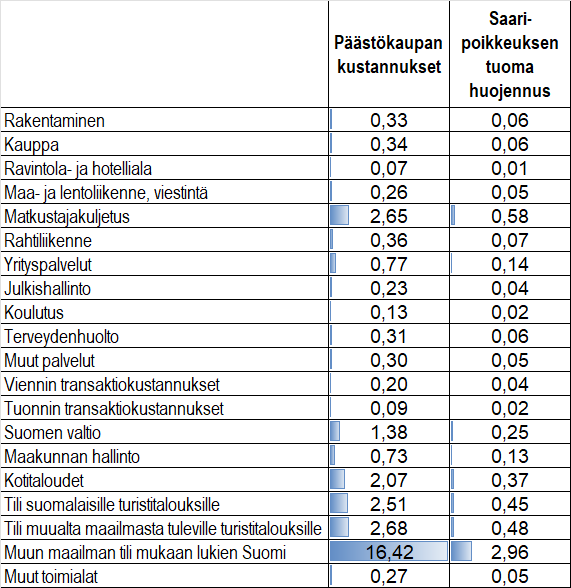 Päästökaupan kustannukset
Saari-poikkeuksen tuoma huojennus
Rakentaminen 0,33 0,06
Kauppa 0,34 0,06
Ravintola- ja hotelliala 0,07 0,01
Maa- ja lentoliikenne, viestintä 0,26 0,05
Matkustajakuljetus 2,65 0,58
Rahtiliikenne 0,36 0,07
Yrityspalvelut 0,77 0,14
Julkishallinto 0,23 0,04
Koulutus 0,13 0,02
Terveydenhuolto 0,31 0,06
Muut palvelut 0,30 0,05
Viennin transaktiokustannukset 0,20 0,04
Tuonnin transaktiokustannukset 0,09 0,02
Suomen valtio 1,38 0,25
Maakunnan hallinto 0,73 0,13
Kotitaloudet 2,07 0,37
Tili suomalaisille turistitalouksille 2,51 0,45
Tili muualta maailmasta tuleville turistitalouksille 2,68 0,48
Muun maailman tili mukaan lukien Suomi 16,42 2,96
Muut toimialat 0,27 0,05